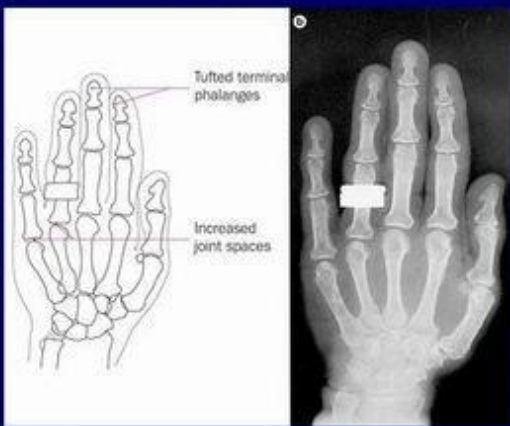 Tufted terminal
phalanges
b
Increased
joint spaces